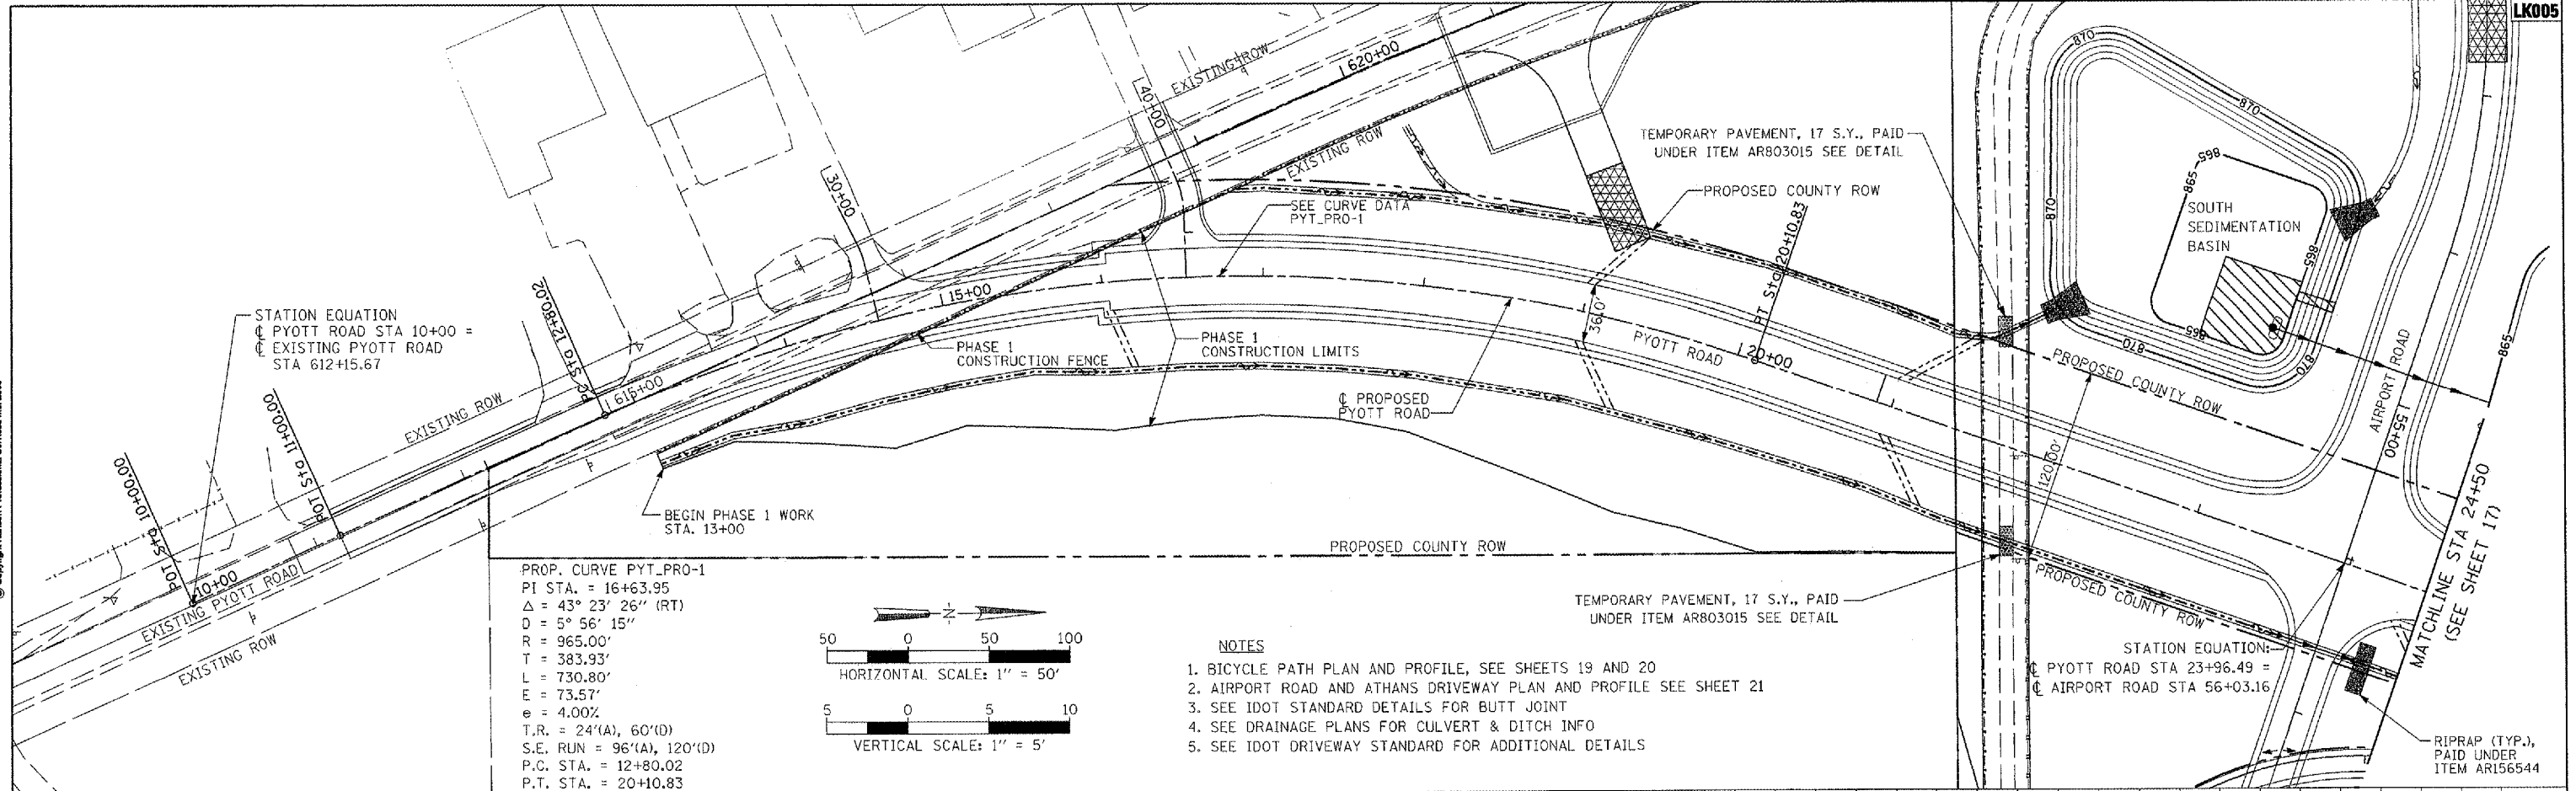 LK005
STATION EQUATION
℄ PYOTT ROAD STA 10+00 =
℄ EXISTING PYOTT ROAD
STA 612+15.67
POT Sta 10+00.00
POT Sta 11+00.00
PC Sta 12+80.02
10+00
EXISTING PYOTT ROAD
EXISTING ROW
EXISTING ROW
615+00
30+00
40+00
EXISTING ROW
620+00
EXISTING ROW
15+00
SEE CURVE DATA
PYT_PRO-1
PHASE 1
CONSTRUCTION FENCE
PHASE 1
CONSTRUCTION LIMITS
BEGIN PHASE 1 WORK
STA. 13+00
℄ PROPOSED
PYOTT ROAD
36.0'
PYOTT ROAD
20+00
PT Sta 20+10.83
PROPOSED COUNTY ROW
TEMPORARY PAVEMENT, 17 S.Y., PAID
UNDER ITEM AR803015 SEE DETAIL
870
870
870
870
870
865
865
865
865
865
SOUTH
SEDIMENTATION
BASIN
PROPOSED COUNTY ROW
120.00'
AIRPORT ROAD
55+00
865
MATCHLINE STA 24+50
(SEE SHEET 17)
PROPOSED COUNTY ROW
PROPOSED COUNTY ROW
TEMPORARY PAVEMENT, 17 S.Y., PAID
UNDER ITEM AR803015 SEE DETAIL
STATION EQUATION:
℄ PYOTT ROAD STA 23+96.49 =
℄ AIRPORT ROAD STA 56+03.16
RIPRAP (TYP.),
PAID UNDER
ITEM AR156544
PROP. CURVE PYT_PRO-1
PI STA. = 16+63.95
Δ = 43° 23' 26" (RT)
D = 5° 56' 15"
R = 965.00'
T = 383.93'
L = 730.80'
E = 73.57'
e = 4.00%
T.R. = 24'(A), 60'(D)
S.E. RUN = 96'(A), 120'(D)
P.C. STA. = 12+80.02
P.T. STA. = 20+10.83
N
50 0 50 100
HORIZONTAL SCALE: 1" = 50'
5 0 5 10
VERTICAL SCALE: 1" = 5'
NOTES
1. BICYCLE PATH PLAN AND PROFILE, SEE SHEETS 19 AND 20
2. AIRPORT ROAD AND ATHANS DRIVEWAY PLAN AND PROFILE SEE SHEET 21
3. SEE IDOT STANDARD DETAILS FOR BUTT JOINT
4. SEE DRAINAGE PLANS FOR CULVERT & DITCH INFO
5. SEE IDOT DRIVEWAY STANDARD FOR ADDITIONAL DETAILS